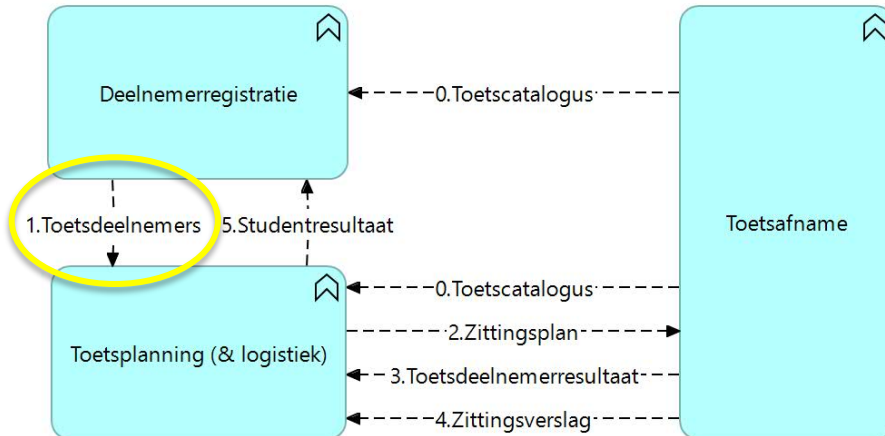 Deelnemerregistratie
0.Toetscatalogus
1.Toetsdeelnemers
5.Studentresultaat
Toetsafname
0.Toetscatalogus
2.Zittingsplan
Toetsplanning (& logistiek)
3.Toetsdeelnemerresultaat
4.Zittingsverslag